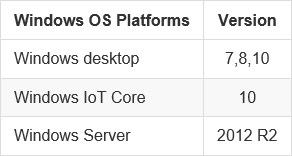 Windows OS Platforms Version
Windows desktop 7,8,10
Windows IoT Core 10
Windows Server 2012 R2